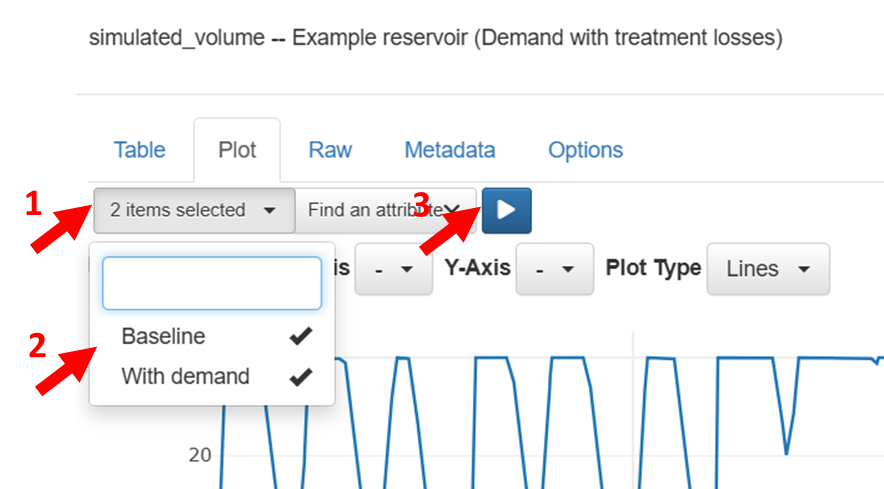 simulated_volume -- Example reservoir (Demand with treatment losses)
Table Plot Raw Metadata Options
1 2 items selected Find an attribute 3
is - Y-Axis - Plot Type Lines
2 Baseline
With demand
20